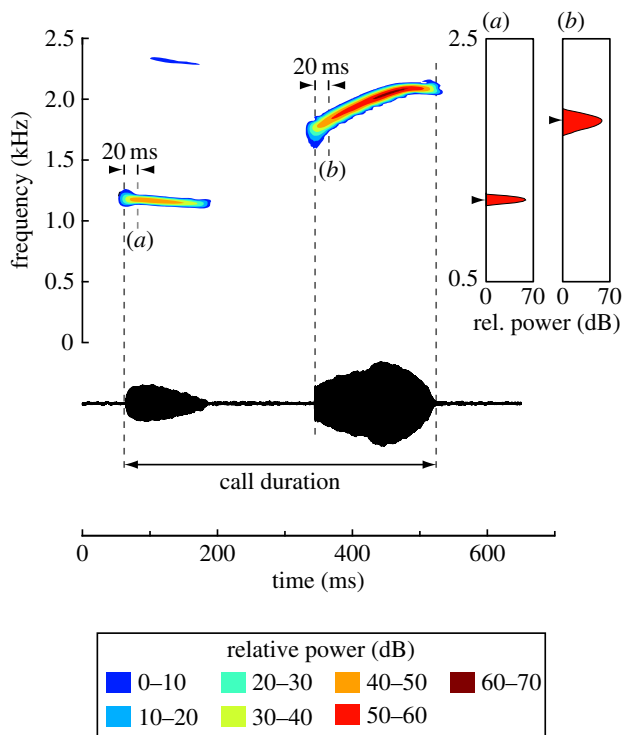 (a)
(b)
2.5
2.0
1.5
1.0
0.5
0
frequency (kHz)
20 ms
(a)
20 ms
(b)
2.5
0.5
0 70
0 70
rel. power (dB)
call duration
0 200 400 600
time (ms)
relative power (dB)
0–10 20–30 40–50 60–70
10–20 30–40 50–60